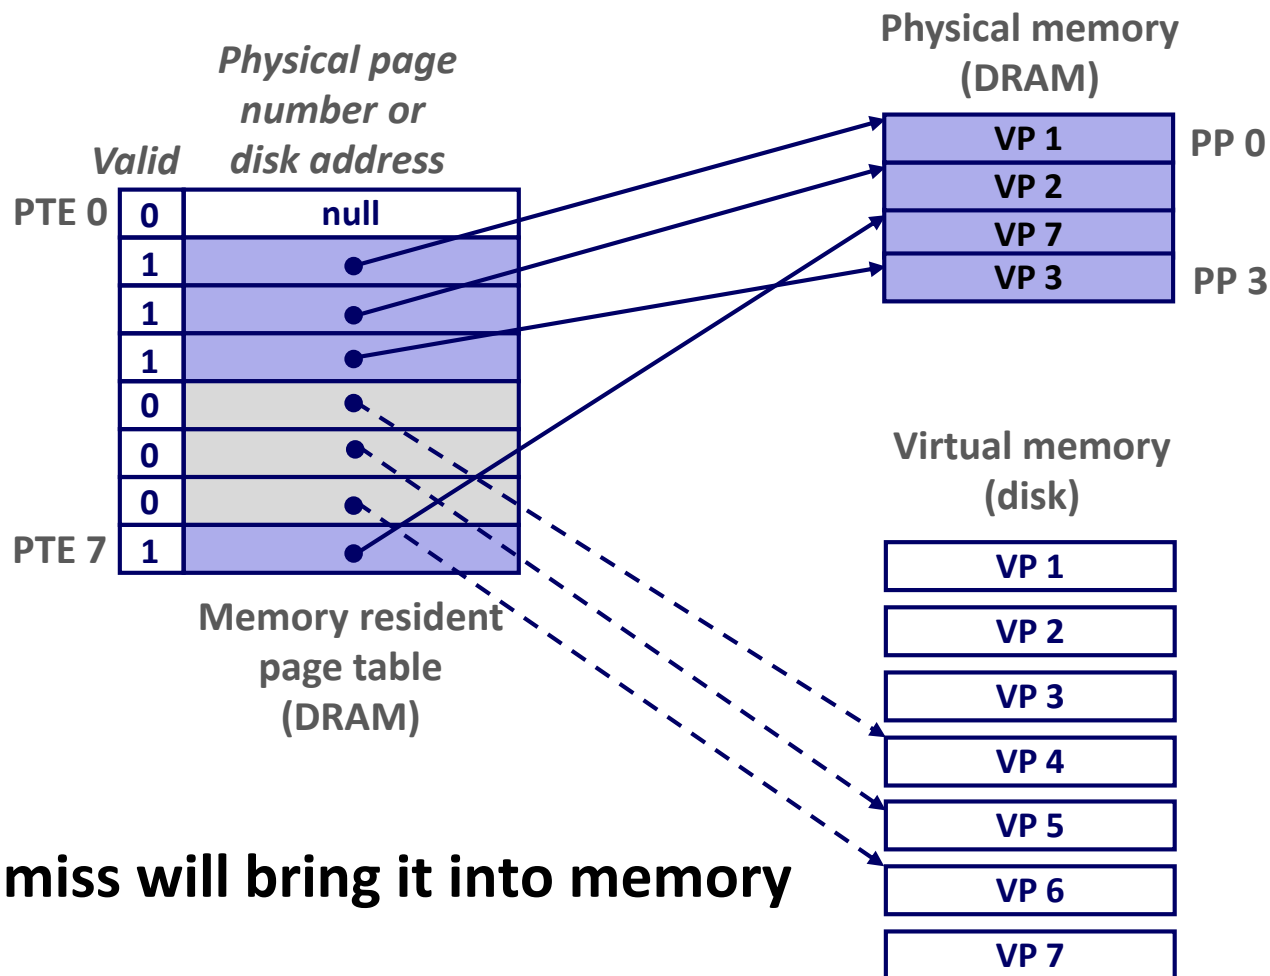 Physical page
number or
disk address
Valid
PTE 0
0
null
1
1
1
0
0
0
PTE 7
1
Memory resident
page table
(DRAM)
Physical memory
(DRAM)
VP 1
PP 0
VP 2
VP 7
VP 3
PP 3
Virtual memory
(disk)
VP 1
VP 2
VP 3
VP 4
VP 5
VP 6
VP 7
miss will bring it into memory